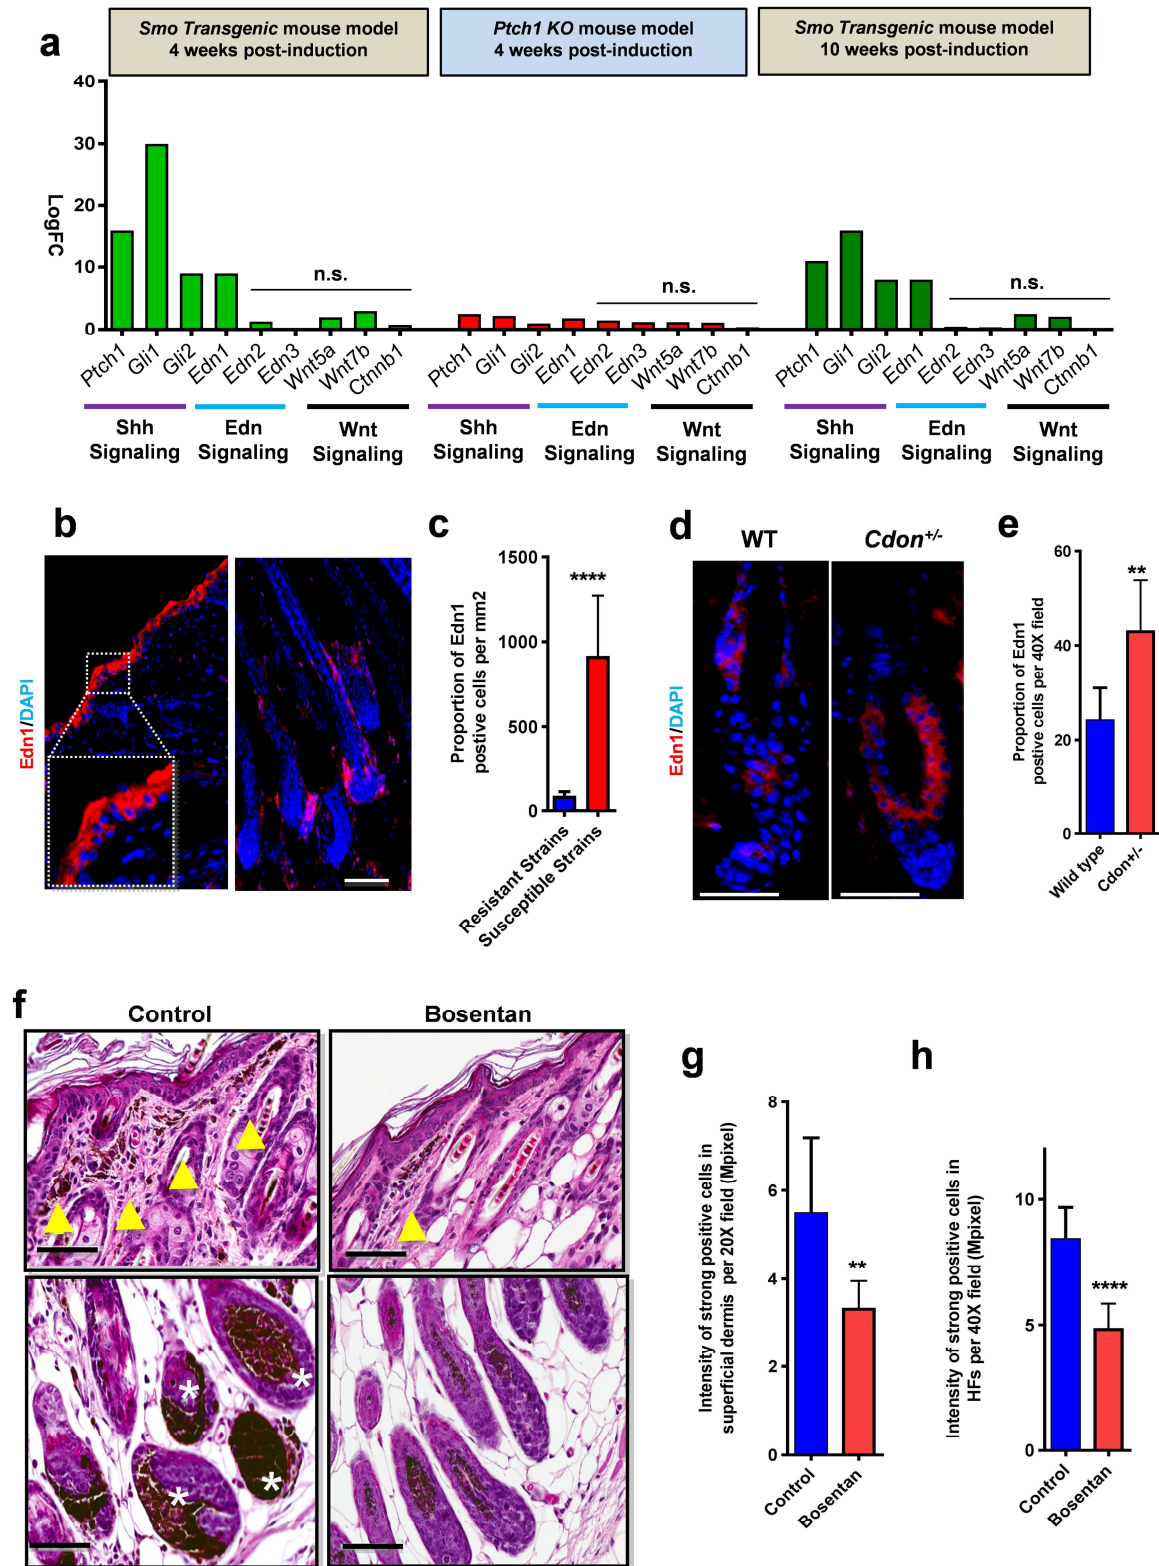 a
Smo Transgenic mouse model
4 weeks post-induction
Ptch1 KO mouse model
4 weeks post-induction
Smo Transgenic mouse model
10 weeks post-induction
LogFC
40
30
20
10
0
n.s.
n.s.
n.s.
Ptch1
Gli1
Gli2
Edn1
Edn2
Edn3
Wnt5a
Wnt7b
Ctnnb1
Ptch1
Gli1
Gli2
Edn1
Edn2
Edn3
Wnt5a
Wnt7b
Ctnnb1
Ptch1
Gli1
Gli2
Edn1
Edn2
Edn3
Wnt5a
Wnt7b
Ctnnb1
Shh
Signaling
Edn
Signaling
Wnt
Signaling
Shh
Signaling
Edn
Signaling
Wnt
Signaling
Shh
Signaling
Edn
Signaling
Wnt
Signaling
b
Edn1/DAPI
c
Proportion of Edn1
postive cells per mm2
1500
1000
500
0
****
Resistant Strains
Susceptible Strains
d
WT
Cdon+/-
Edn1/DAPI
e
Proportion of Edn1
postive cells per 40X field
60
40
20
0
**
Wild type
Cdon+/-
f
Control
Bosentan
*
*
*
*
g
Intensity of strong positive cells in
superficial dermis per 20X field (Mpixel)
8
6
4
2
0
**
Control
Bosentan
h
Intensity of strong positive cells in
HFs per 40X field (Mpixel)
10
5
0
****
Control
Bosentan